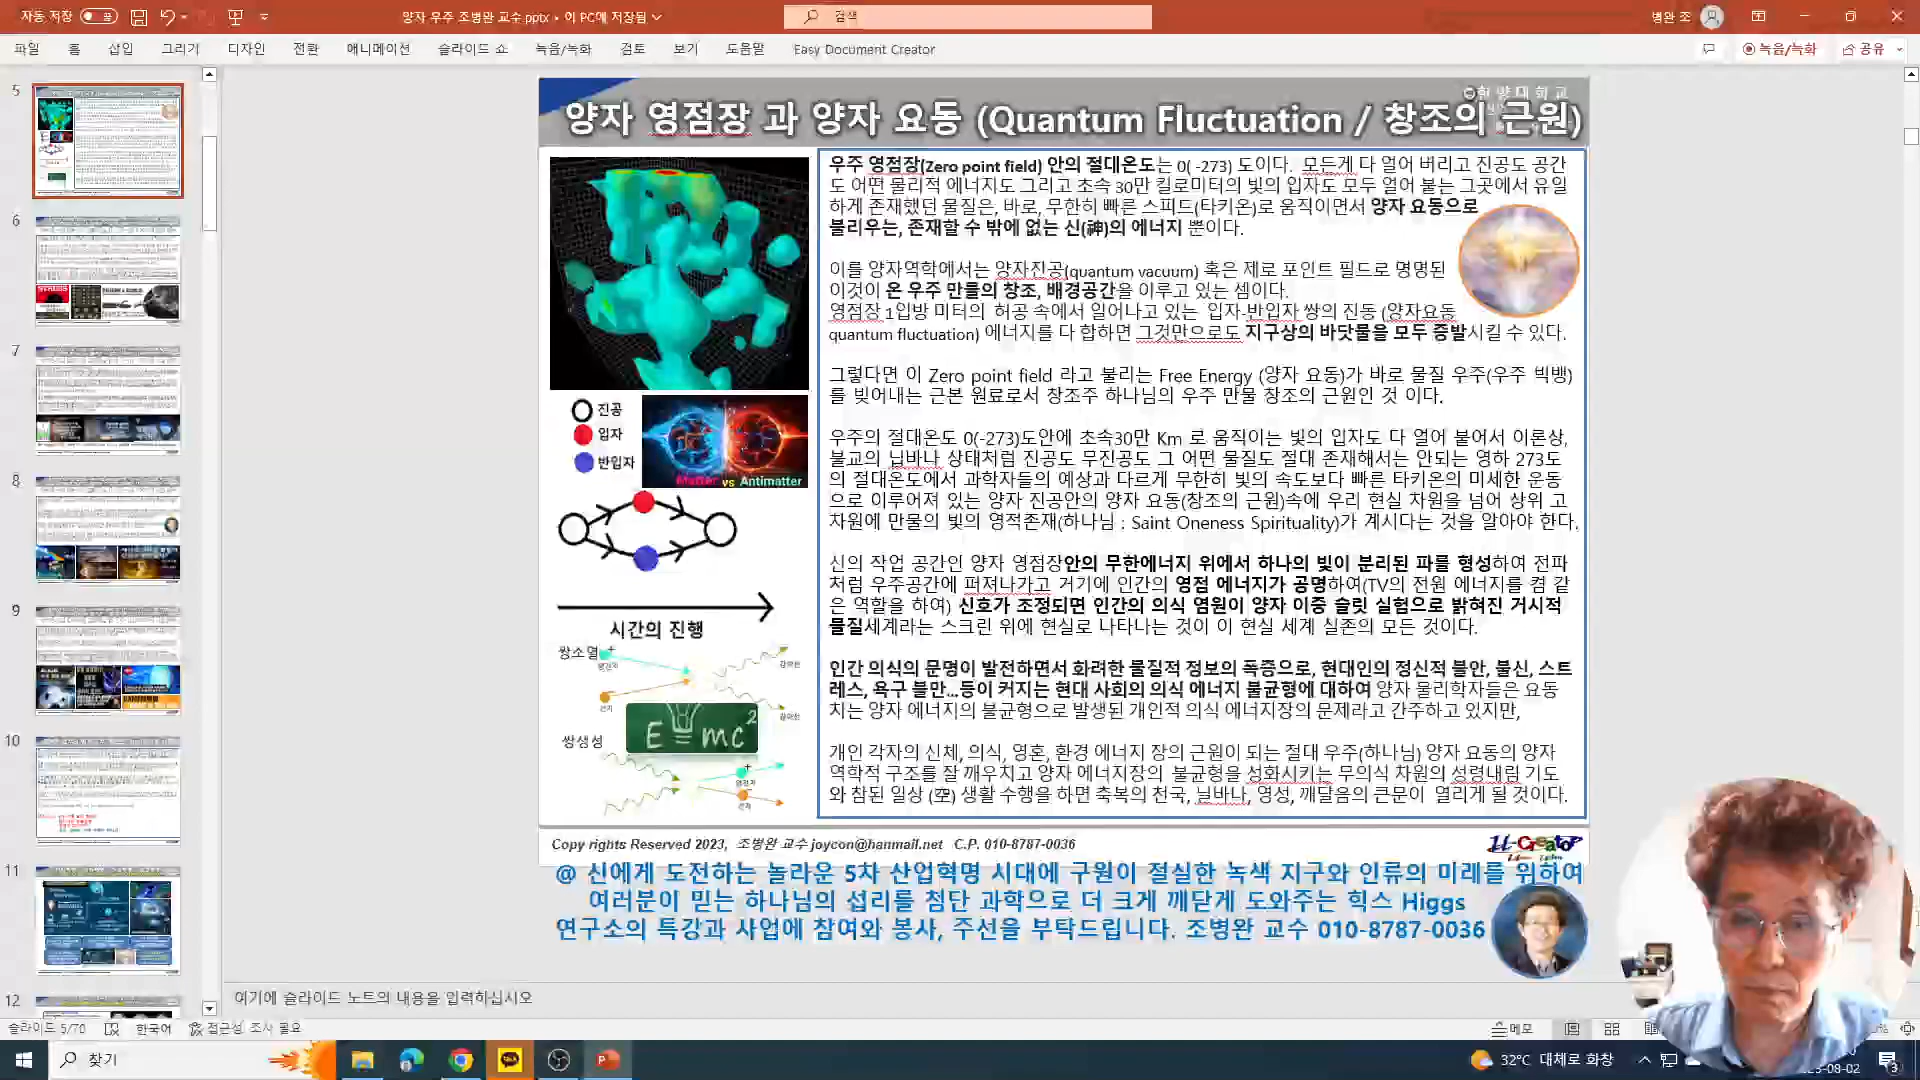 자동 저장
양자 우주 조병완 교수.pptx • 이 PC에 저장됨
검색
병완 조
파일
홈
삽입
그리기
디자인
전환
애니메이션
슬라이드 쇼
녹음/녹화
검토
보기
도움말
Easy Document Creator
녹음/녹화
공유
5
6
7
8
9
10
11
12
한양대학교
양자 영점장 과 양자 요동 (Quantum Fluctuation / 창조의 근원)
우주 영점장(Zero point field) 안의 절대온도는 0( -273) 도이다. 모든게 다 얼어 버리고 진공도 공간
도 어떤 물리적 에너지도 그리고 초속 30만 킬로미터의 빛의 입자도 모두 얼어 붙는 그곳에서 유일
하게 존재했던 물질은, 바로, 무한히 빠른 스피트(타키온)로 움직이면서 양자 요동으로
불리우는, 존재할 수 밖에 없는 신(神)의 에너지 뿐이다.
이를 양자역학에서는 양자진공(quantum vacuum) 혹은 제로 포인트 필드로 명명된
이것이 온 우주 만물의 창조, 배경공간을 이루고 있는 셈이다.
영점장 1입방 미터의 허공 속에서 일어나고 있는 입자-반입자 쌍의 진동 (양자요동
quantum fluctuation) 에너지를 다 합하면 그것만으로도 지구상의 바닷물을 모두 증발시킬 수 있다.
그렇다면 이 Zero point field 라고 불리는 Free Energy (양자 요동)가 바로 물질 우주(우주 빅뱅)
를 빚어내는 근본 원료로서 창조주 하나님의 우주 만물 창조의 근원인 것 이다.
우주의 절대온도 0(-273)도안에 초속30만 Km 로 움직이는 빛의 입자도 다 얼어 붙어서 이론상,
불교의 닙바나 상태처럼 진공도 무진공도 그 어떤 물질도 절대 존재해서는 안되는 영하 273도
의 절대온도에서 과학자들의 예상과 다르게 무한히 빛의 속도보다 빠른 타키온의 미세한 운동
으로 이루어져 있는 양자 진공안의 양자 요동(창조의 근원)속에 우리 현실 차원을 넘어 상위 고
차원에 만물의 빛의 영적존재(하나님 : Saint Oneness Spirituality)가 계시다는 것을 알아야 한다.
신의 작업 공간인 양자 영점장안의 무한에너지 위에서 하나의 빛이 분리된 파를 형성하여 전파
처럼 우주공간에 퍼져나가고 거기에 인간의 영점 에너지가 공명하여(TV의 전원 에너지를 켬 같
은 역할을 하여) 신호가 조정되면 인간의 의식 염원이 양자 이중 슬릿 실험으로 밝혀진 거시적
물질세계라는 스크린 위에 현실로 나타나는 것이 이 현실 세계 실존의 모든 것이다.
인간 의식의 문명이 발전하면서 화려한 물질적 정보의 독증으로, 현대인의 정신적 불안, 불신, 스트
레스, 욕구 불만...등이 커지는 현대 사회의 의식 에너지 불균형에 대하여 양자 물리학자들은 요동
치는 양자 에너지의 불균형으로 발생된 개인적 의식 에너지장의 문제라고 간주하고 있지만,
개인 각자의 신체, 의식, 영혼, 환경 에너지 장의 근원이 되는 절대 우주(하나님) 양자 요동의 양자
역학적 구조를 잘 깨우치고 양자 에너지장의 불균형을 성화시키는 무의식 차원의 성령내림 기도
와 참된 일상 (空) 생활 수행을 하면 축복의 천국, 닐바나, 영성, 깨달음의 큰문이 열리게 될 것이다.
진공
입자
반입자
Matter vs Antimatter
시간의 진행
쌍소멸
양전자
감마선
전자
감마선
E = mc²
쌍생성
양전자
전자
Copy rights Reserved 2023, 조병완 교수 joycon@hanmail.net C.P. 010-8787-0036
U-Creator
@ 신에게 도전하는 놀라운 5차 산업혁명 시대에 구원이 절실한 녹색 지구와 인류의 미래를 위하여
여러분이 믿는 하나님의 섭리를 첨단 과학으로 더 크게 깨닫게 도와주는 힉스 Higgs
연구소의 특강과 사업에 참여와 봉사, 주선을 부탁드립니다. 조병완 교수 010-8787-0036
여기에 슬라이드 노트의 내용을 입력하십시오
슬라이드 5/70
한국어
접근성: 조사 필요
메모
찾기
32°C 대체로 화창
3